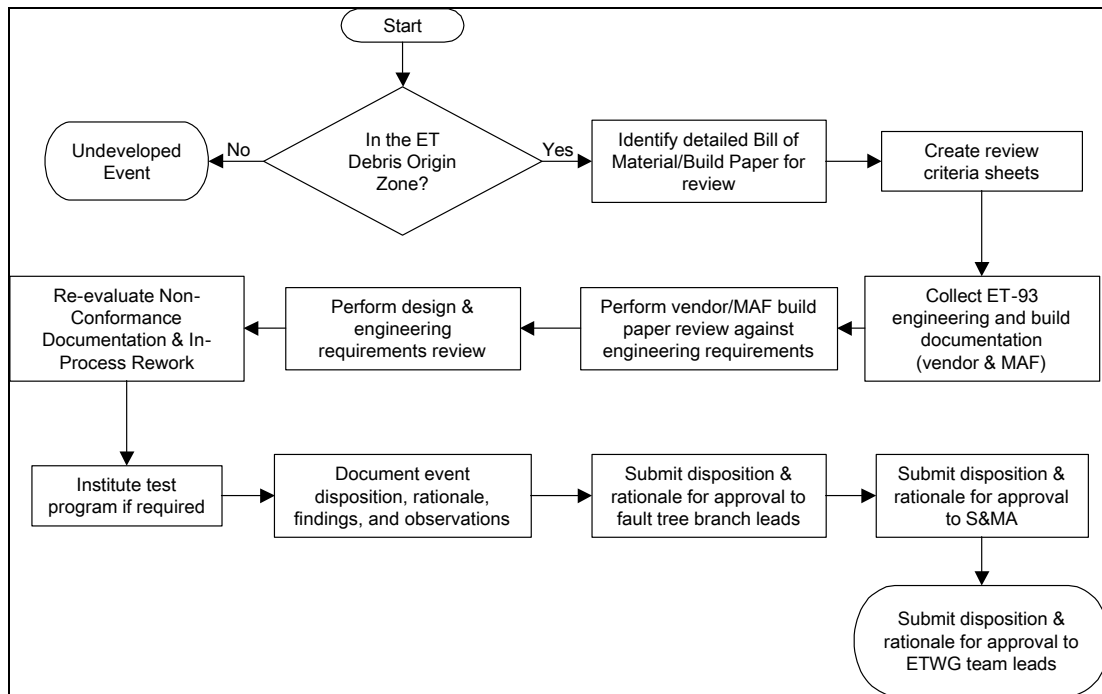 Start
In the ET
Debris Origin
Zone?
No
Undeveloped
Event
Yes
Identify detailed Bill of
Material/Build Paper for
review
Create review
criteria sheets
Collect ET-93
engineering and build
documentation
(vendor & MAF)
Perform vendor/MAF build
paper review against
engineering requirements
Perform design &
engineering
requirements review
Re-evaluate Non-
Conformance
Documentation & In-
Process Rework
Institute test
program if required
Document event
disposition, rationale,
findings, and observations
Submit disposition &
rationale for approval to
fault tree branch leads
Submit disposition &
rationale for approval
to S&MA
Submit disposition &
rationale for approval to
ETWG team leads